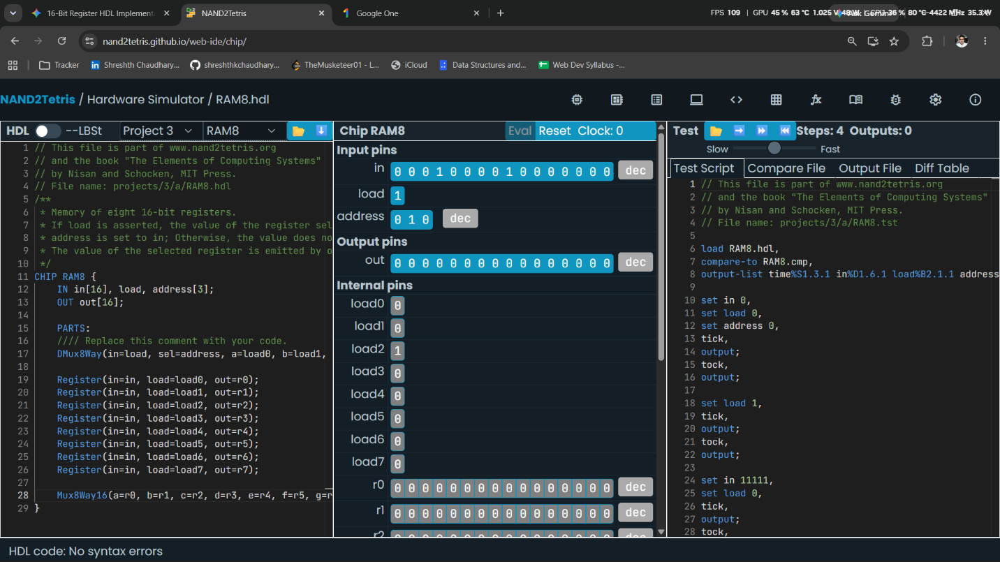 16-Bit Register HDL Implement
NAND2Tetris
Google One
FPS 109 | GPU 45 % 63 °C 1.025 V
80 °C 4422 MHz 35.3 W
nand2tetris.github.io/web-ide/chip/
Tracker
Shreshth Chaudhary...
shreshthkchaudhary...
TheMusketeer01 - L...
iCloud
Data Structures and...
Web Dev Syllabus -...
NAND2Tetris / Hardware Simulator / RAM8.hdl
HDL --LBSt Project 3 RAM8
1 // This file is part of www.nand2tetris.org
2 // and the book "The Elements of Computing Systems"
3 // by Nisan and Schocken, MIT Press.
4 // File name: projects/3/a/RAM8.hdl
5 /**
6 * Memory of eight 16-bit registers.
7 * If load is asserted, the value of the register sel
8 * address is set to in; Otherwise, the value does no
9 * The value of the selected register is emitted by o
10 */
11 CHIP RAM8 {
12 IN in[16], load, address[3];
13 OUT out[16];
14
15 PARTS:
16 //// Replace this comment with your code.
17 DMux8Way(in=load, sel=address, a=load0, b=load1,
18
19 Register(in=in, load=load0, out=r0);
20 Register(in=in, load=load1, out=r1);
21 Register(in=in, load=load2, out=r2);
22 Register(in=in, load=load3, out=r3);
23 Register(in=in, load=load4, out=r4);
24 Register(in=in, load=load5, out=r5);
25 Register(in=in, load=load6, out=r6);
26 Register(in=in, load=load7, out=r7);
27
28 Mux8Way16(a=r0, b=r1, c=r2, d=r3, e=r4, f=r5, g=r
29 }
Chip RAM8 Eval Reset Clock: 0
Input pins
in 0 0 0 1 0 0 0 0 1 0 0 0 0 0 0 0 dec
load 1
address 0 1 0 dec
Output pins
out 0 0 0 0 0 0 0 0 0 0 0 0 0 0 0 0 dec
Internal pins
load0 0
load1 0
load2 1
load3 0
load4 0
load5 0
load6 0
load7 0
r0 0 0 0 0 0 0 0 0 0 0 0 0 0 0 0 0 dec
r1 0 0 0 0 0 0 0 0 0 0 0 0 0 0 0 0 dec
r2 0 0 0 0 0 0 0 0 0 0 0 0 0 0 0 0 dec
Test Steps: 4 Outputs: 0
Slow Fast
Test Script Compare File Output File Diff Table
1 // This file is part of www.nand2tetris.org
2 // and the book "The Elements of Computing Systems"
3 // by Nisan and Schocken, MIT Press.
4 // File name: projects/3/a/RAM8.tst
5
6 load RAM8.hdl,
7 compare-to RAM8.cmp,
8 output-list time%S1.3.1 in%D1.6.1 load%B2.1.1 address
9
10 set in 0,
11 set load 0,
12 set address 0,
13 tick,
14 output;
15 tock,
16 output;
17
18 set load 1,
19 tick,
20 output;
21 tock,
22 output;
23
24 set in 11111,
25 set load 0,
26 tick,
27 output;
28 tock,
HDL code: No syntax errors